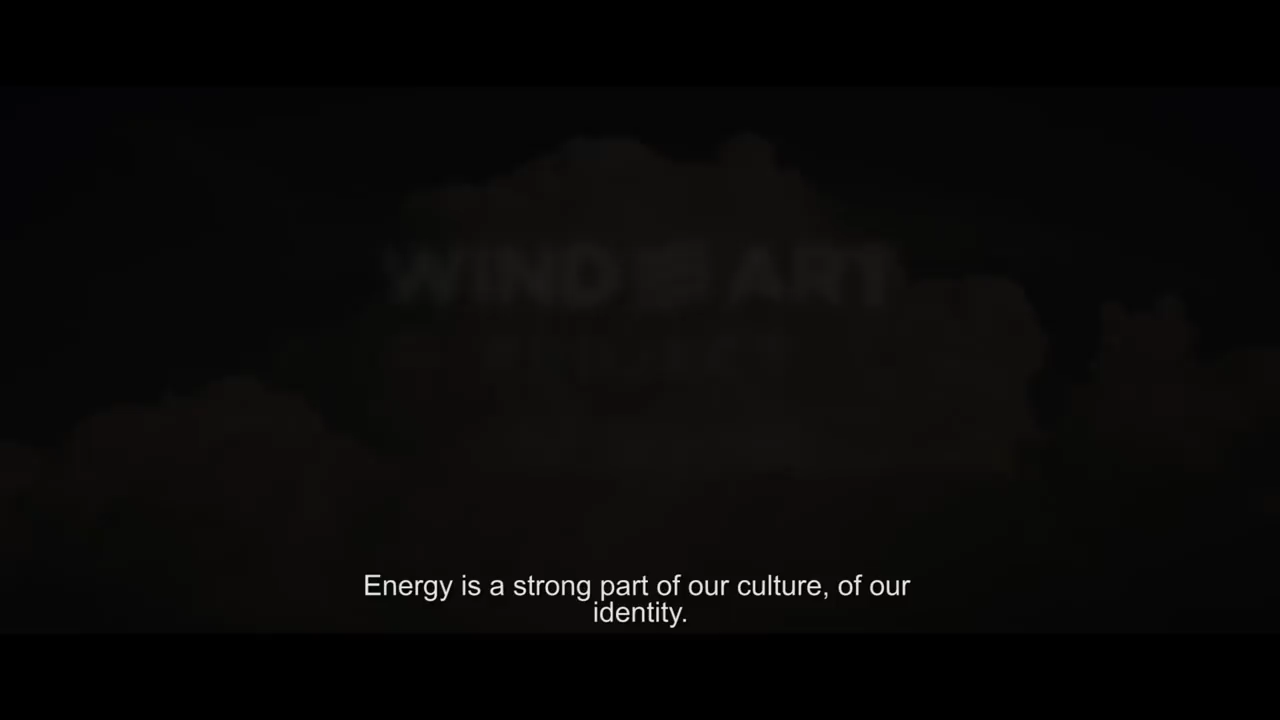 WIND
ART
Energy is a strong part of our culture, of our
identity.